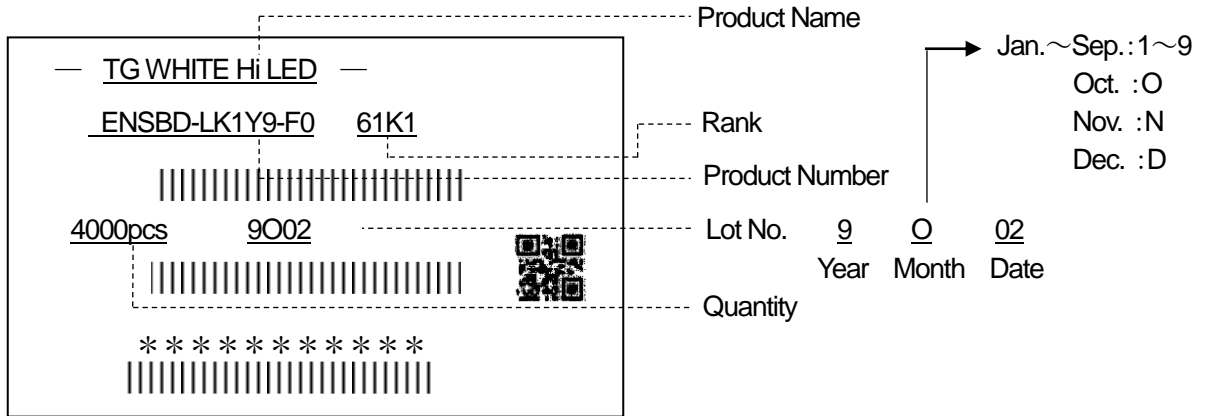 Product Name
— TG WHITE Hi LED —
ENSBD-LK1Y9-F0 61K1
Rank
Product Number
4000pcs 9O02
Lot No. 9 O 02
Year Month Date
Quantity
***********
Jan.～Sep.:1～9
Oct. :O
Nov. :N
Dec. :D